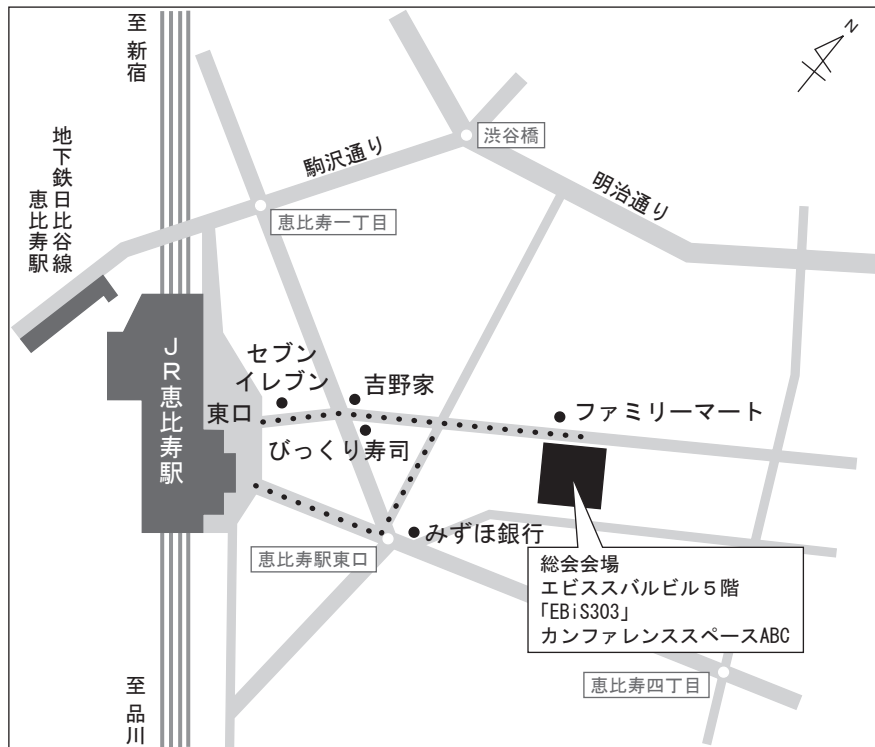 至 新宿
N
地下鉄日比谷線
恵比寿駅
駒沢通り
渋谷橋
明治通り
恵比寿一丁目
JR恵比寿駅
セブン
イレブン
吉野家
東口
ファミリーマート
びっくり寿司
みずほ銀行
恵比寿駅東口
総会会場
エビススバルビル5階
「EBiS303」
カンファレンススペースABC
恵比寿四丁目
至 品川